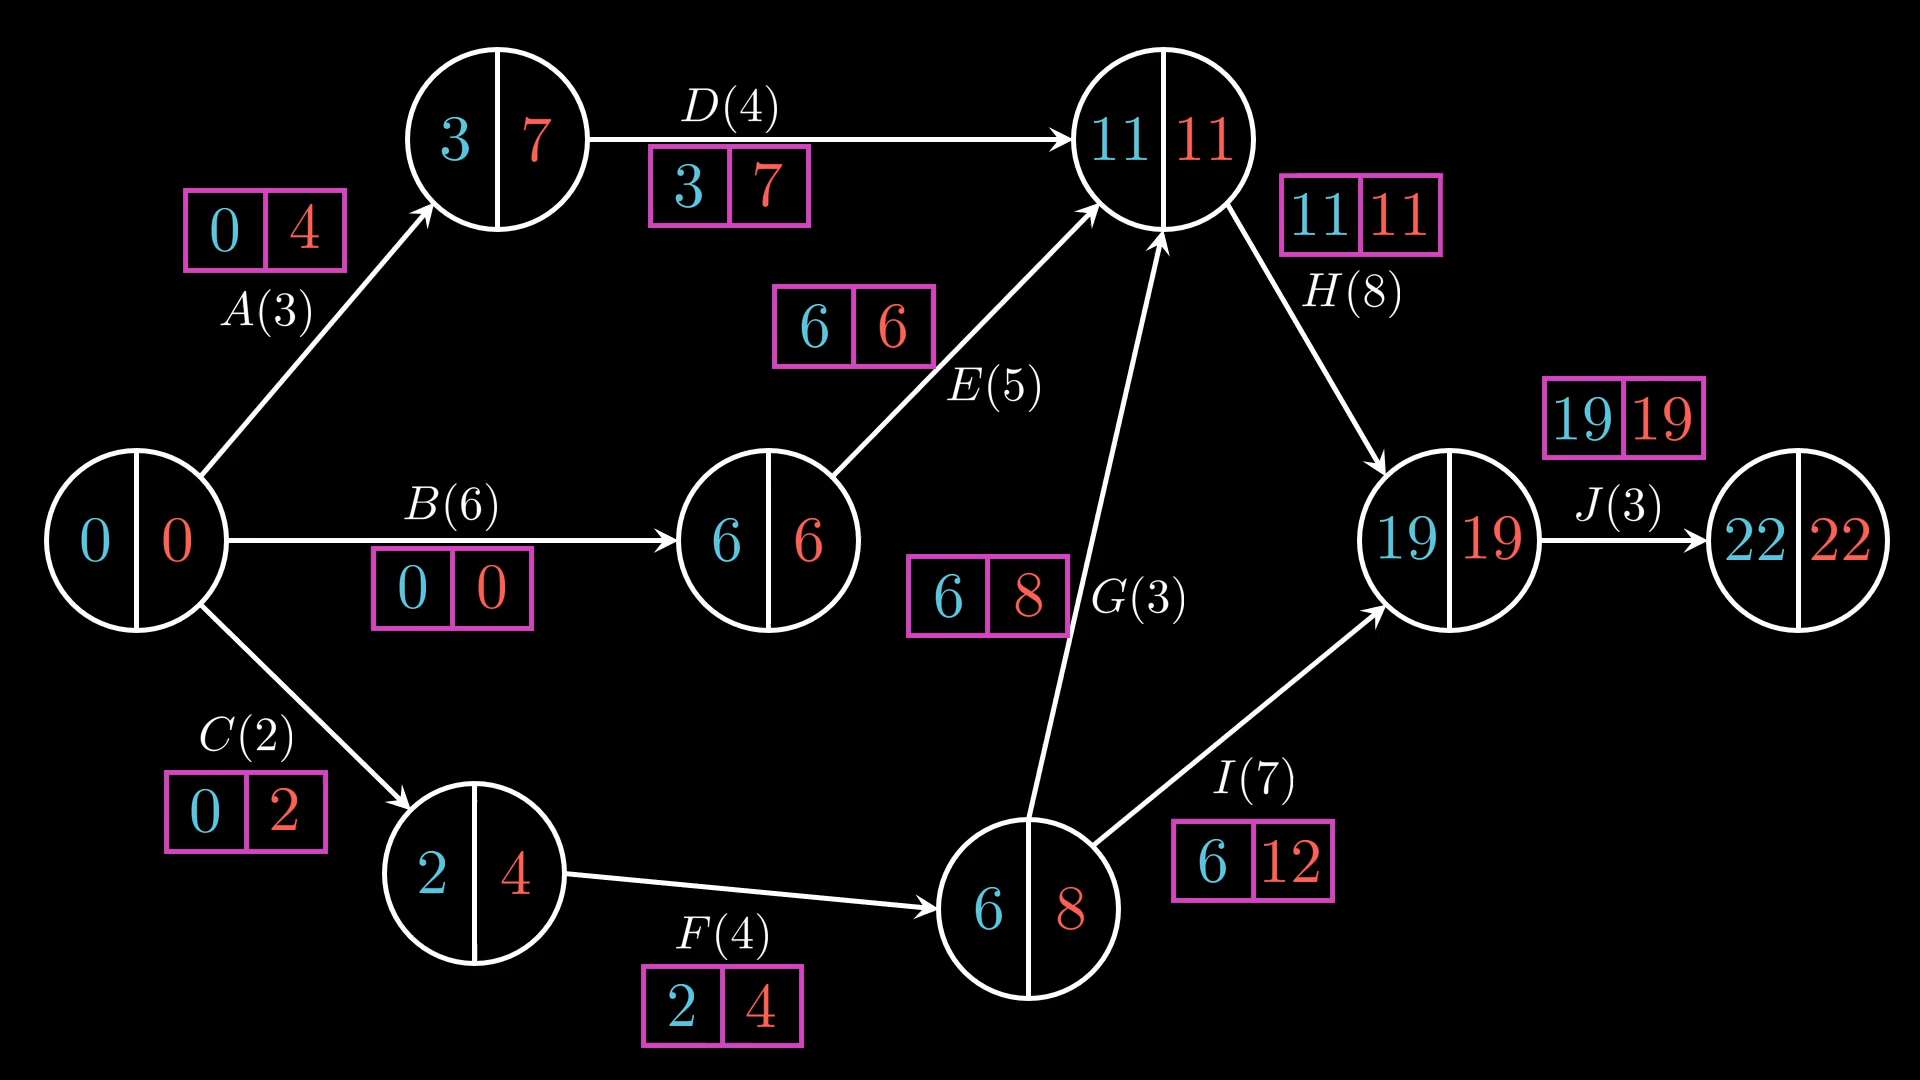 3 7
D(4)
11 11
3 7
0 4
11 11
A(3)
H(8)
6 6
E(5)
19 19
B(6)
J(3)
0 0
6 6
19 19
22 22
0 0
6 8
G(3)
C(2)
0 2
I(7)
2 4
6 12
6 8
F(4)
2 4